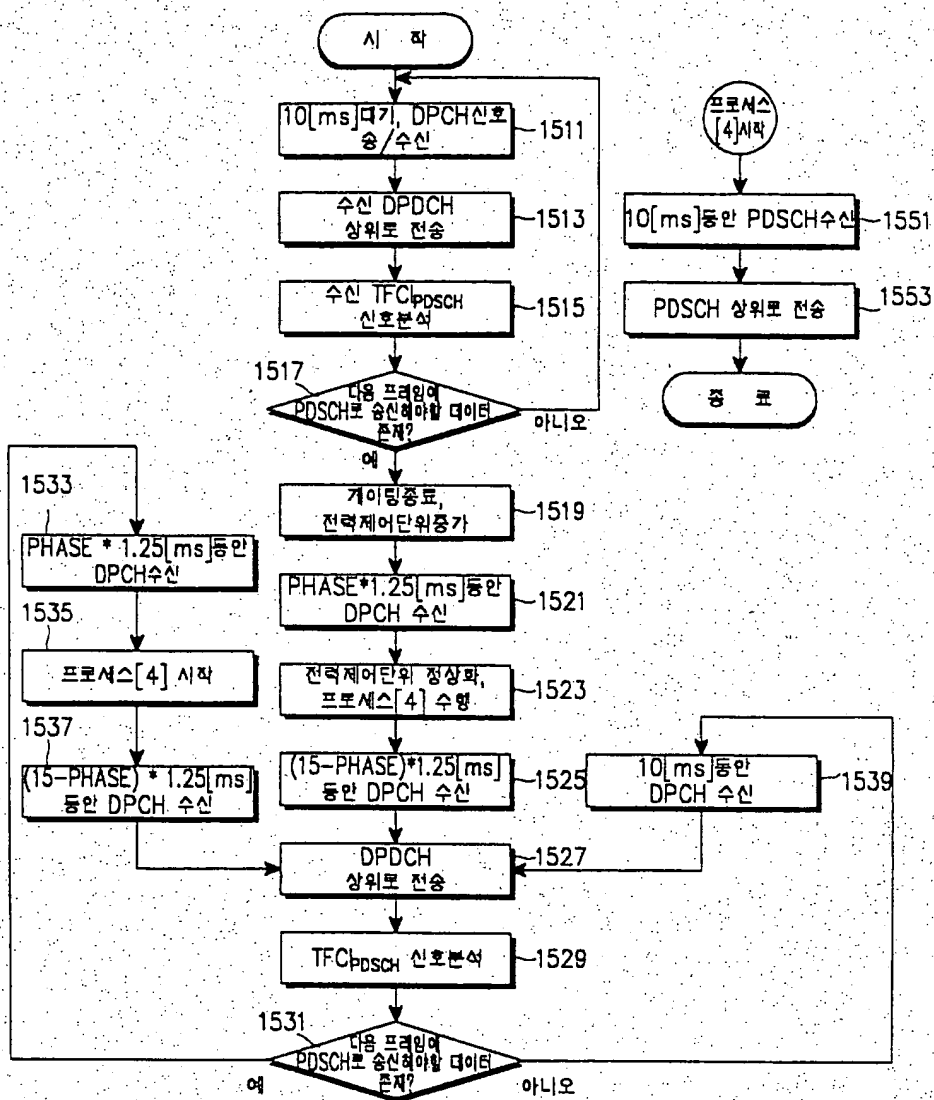 시 작
10[ms]대기, DPCH신호
송/수신
1511
수신 DPDCH
상위로 전송
1513
수신 TFCI PDSCH
신호분석
1515
1517
다음 프레임에
PDSCH로 송신해야할 데이터
존재?
아니오
예
게이팅종료,
전력제어단위증가
1519
PHASE*1.25[ms]동안
DPCH 수신
1521
전력제어단위 정상화,
프로세스[4] 수행
1523
(15-PHASE)*1.25[ms]
동안 DPCH 수신
1525
DPDCH
상위로 전송
1527
TFCI PDSCH 신호분석
1529
1531
다음 프레임에
PDSCH로 송신해야할 데이터
존재?
예
아니오
1533
PHASE * 1.25[ms]동안
DPCH수신
1535
프로세스[4] 시작
1537
(15-PHASE) * 1.25[ms]
동안 DPCH 수신
10[ms]동안
DPCH 수신
1539
프로세스
[4]시작
10[ms]동안 PDSCH수신
1551
PDSCH 상위로 전송
1553
종 료